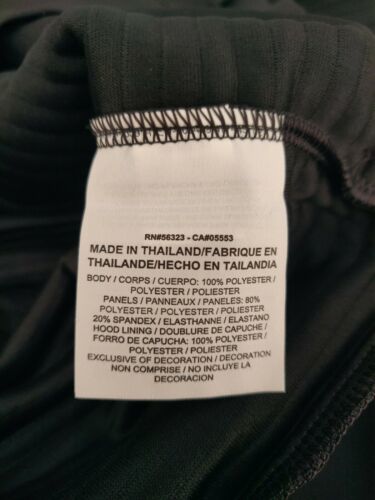 RN#56323 - CA#05553
MADE IN THAILAND/FABRIQUE EN
THAILANDE/HECHO EN TAILANDIA
BODY / CORPS / CUERPO: 100% POLYESTER /
POLYESTER / POLIESTER
PANELS / PANNEAUX / PANELES: 80%
POLYESTER / POLYESTER / POLIESTER
20% SPANDEX / ELASTHANNE / ELASTANO
HOOD LINING / DOUBLURE DE CAPUCHE /
FORRO DE CAPUCHA: 100% POLYESTER /
POLYESTER / POLIESTER
EXCLUSIVE OF DECORATION / DECORATION
NON COMPRISE / NO INCLUYE LA
DECORACION